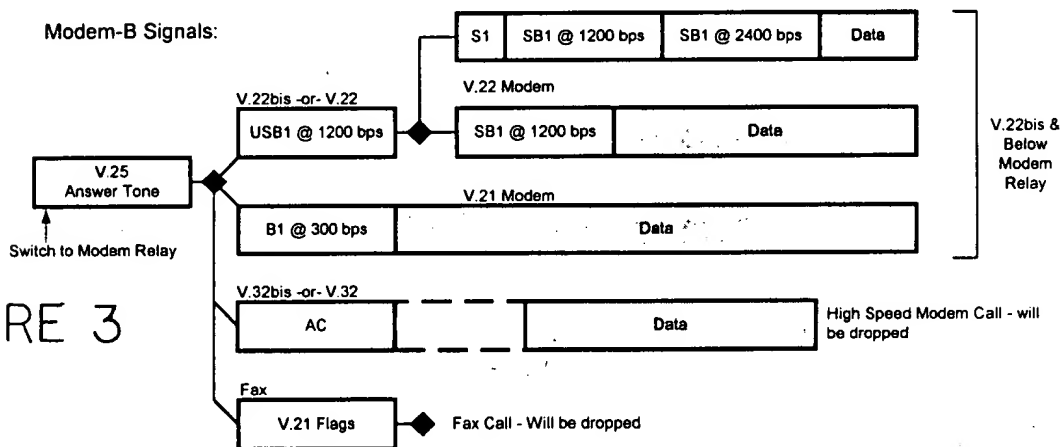 Modem-B Signals:
S1
SB1 @ 1200 bps
SB1 @ 2400 bps
Data
V.22bis -or- V.22
V.22 Modem
USB1 @ 1200 bps
SB1 @ 1200 bps
Data
V.22bis &
Below
Modem
Relay
V.25
Answer Tone
V.21 Modem
B1 @ 300 bps
Data
Switch to Modem Relay
V.32bis -or- V.32
RE 3
AC
Data
High Speed Modem Call - will
be dropped
Fax
V.21 Flags
Fax Call - Will be dropped